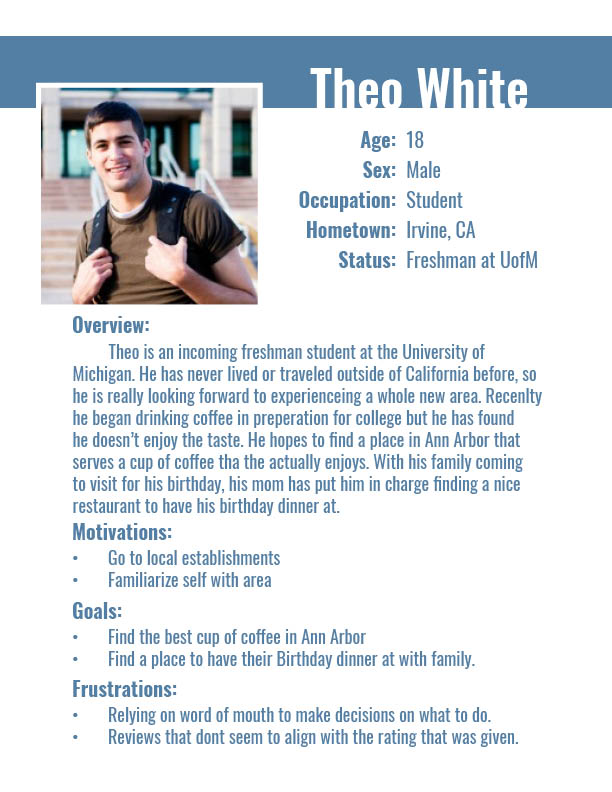 Theo White
Age: 18
Sex: Male
Occupation: Student
Hometown: Irvine, CA
Status: Freshman at UofM
Overview:
Theo is an incoming freshman student at the University of
Michigan. He has never lived or traveled outside of California before, so
he is really looking forward to experienceing a whole new area. Recenlty
he began drinking coffee in preperation for college but he has found
he doesn't enjoy the taste. He hopes to find a place in Ann Arbor that
serves a cup of coffee tha the actually enjoys. With his family coming
to visit for his birthday, his mom has put him in charge finding a nice
restaurant to have his birthday dinner at.
Motivations:
• Go to local establishments
• Familiarize self with area
Goals:
• Find the best cup of coffee in Ann Arbor
• Find a place to have their Birthday dinner at with family.
Frustrations:
• Relying on word of mouth to make decisions on what to do.
• Reviews that dont seem to align with the rating that was given.